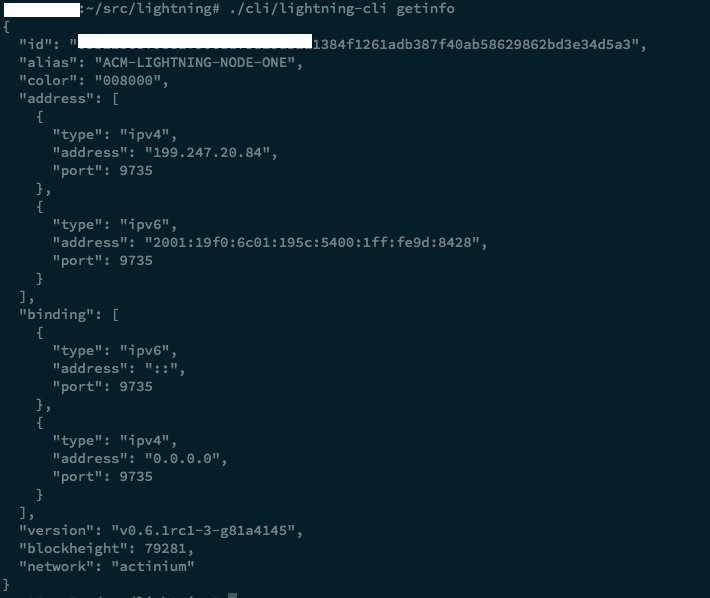 :~/src/lightning# ./cli/lightning-cli getinfo
{
  "id": "1384f1261adb387f40ab58629862bd3e34d5a3",
  "alias": "ACM-LIGHTNING-NODE-ONE",
  "color": "008000",
  "address": [
    {
      "type": "ipv4",
      "address": "199.247.20.84",
      "port": 9735
    },
    {
      "type": "ipv6",
      "address": "2001:19f0:6c01:195c:5400:1ff:fe9d:8428",
      "port": 9735
    }
  ],
  "binding": [
    {
      "type": "ipv6",
      "address": "::",
      "port": 9735
    },
    {
      "type": "ipv4",
      "address": "0.0.0.0",
      "port": 9735
    }
  ],
  "version": "v0.6.1rc1-3-g81a4145",
  "blockheight": 79281,
  "network": "actinium"
}